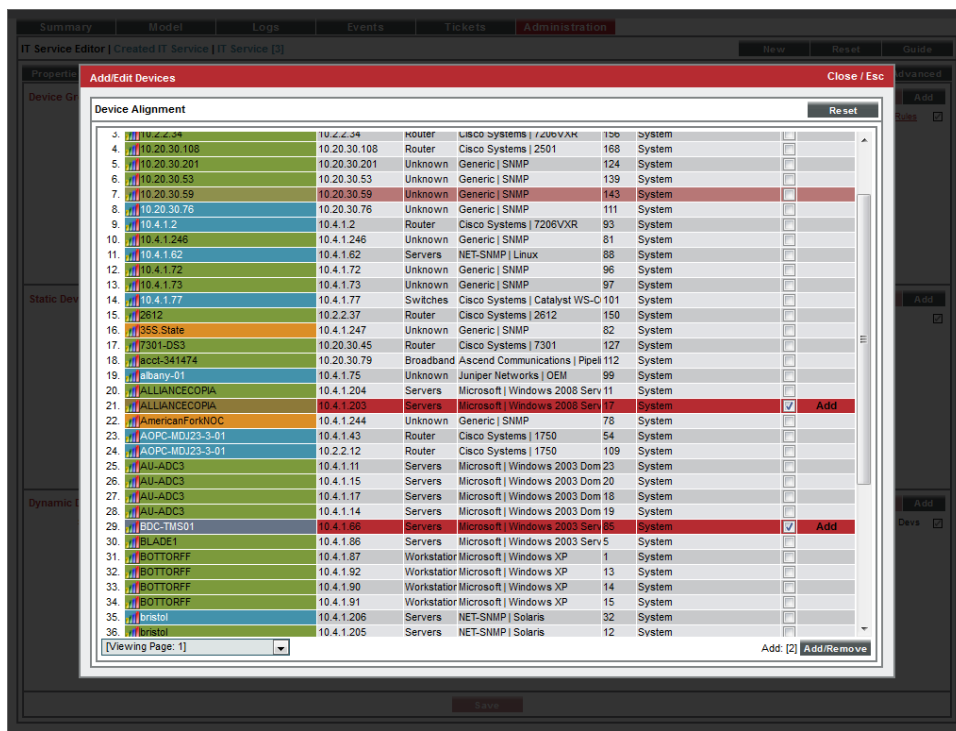 Summary Model Logs Events Tickets Administration
IT Service Editor | Created IT Service | IT Service [3] New Reset Guide
Add/Edit Devices Close / Esc
Device Alignment Reset
3. 10.2.2.34 10.2.2.34 Router Cisco Systems | 7206VXR 156 System
4. 10.20.30.108 10.20.30.108 Router Cisco Systems | 2501 168 System
5. 10.20.30.201 10.20.30.201 Unknown Generic | SNMP 124 System
6. 10.20.30.53 10.20.30.53 Unknown Generic | SNMP 139 System
7. 10.20.30.59 10.20.30.59 Unknown Generic | SNMP 143 System
8. 10.20.30.76 10.20.30.76 Unknown Generic | SNMP 111 System
9. 10.4.1.2 10.4.1.2 Router Cisco Systems | 7206VXR 93 System
10. 10.4.1.246 10.4.1.246 Unknown Generic | SNMP 81 System
11. 10.4.1.62 10.4.1.62 Servers NET-SNMP | Linux 88 System
12. 10.4.1.72 10.4.1.72 Unknown Generic | SNMP 96 System
13. 10.4.1.73 10.4.1.73 Unknown Generic | SNMP 97 System
14. 10.4.1.77 10.4.1.77 Switches Cisco Systems | Catalyst WS-C 101 System
15. 2612 10.2.2.37 Router Cisco Systems | 2612 150 System
16. 35S.State 10.4.1.247 Unknown Generic | SNMP 82 System
17. 7301-DS3 10.20.30.45 Router Cisco Systems | 7301 127 System
18. acct-341474 10.20.30.79 Broadband Ascend Communications | Pipeli 112 System
19. albany-01 10.4.1.75 Unknown Juniper Networks | OEM 99 System
20. ALLIANCECOPIA 10.4.1.204 Servers Microsoft | Windows 2008 Serv 11 System
21. ALLIANCECOPIA 10.4.1.203 Servers Microsoft | Windows 2008 Serv 17 System Add
22. AmericanForkNOC 10.4.1.244 Unknown Generic | SNMP 78 System
23. AOPC-MDJ23-3-01 10.4.1.43 Router Cisco Systems | 1750 54 System
24. AOPC-MDJ23-3-01 10.2.2.12 Router Cisco Systems | 1750 109 System
25. AU-ADC3 10.4.1.11 Servers Microsoft | Windows 2003 Dom 23 System
26. AU-ADC3 10.4.1.15 Servers Microsoft | Windows 2003 Dom 20 System
27. AU-ADC3 10.4.1.17 Servers Microsoft | Windows 2003 Dom 18 System
28. AU-ADC3 10.4.1.14 Servers Microsoft | Windows 2003 Dom 19 System
29. BDC-TMS01 10.4.1.66 Servers Microsoft | Windows 2003 Serv 85 System Add
30. BLADE1 10.4.1.86 Servers Microsoft | Windows 2003 Serv 5 System
31. BOTTORFF 10.4.1.87 Workstation Microsoft | Windows XP 1 System
32. BOTTORFF 10.4.1.92 Workstation Microsoft | Windows XP 13 System
33. BOTTORFF 10.4.1.90 Workstation Microsoft | Windows XP 14 System
34. BOTTORFF 10.4.1.91 Workstation Microsoft | Windows XP 15 System
35. bristol 10.4.1.206 Servers NET-SNMP | Solaris 32 System
36. bristol 10.4.1.205 Servers NET-SNMP | Solaris 12 System
[Viewing Page: 1] Add: [2] Add/Remove
Propertie dvanced
Device Gr Add
Rules
Static Dev Add
Dynamic D Add
Devs
Save